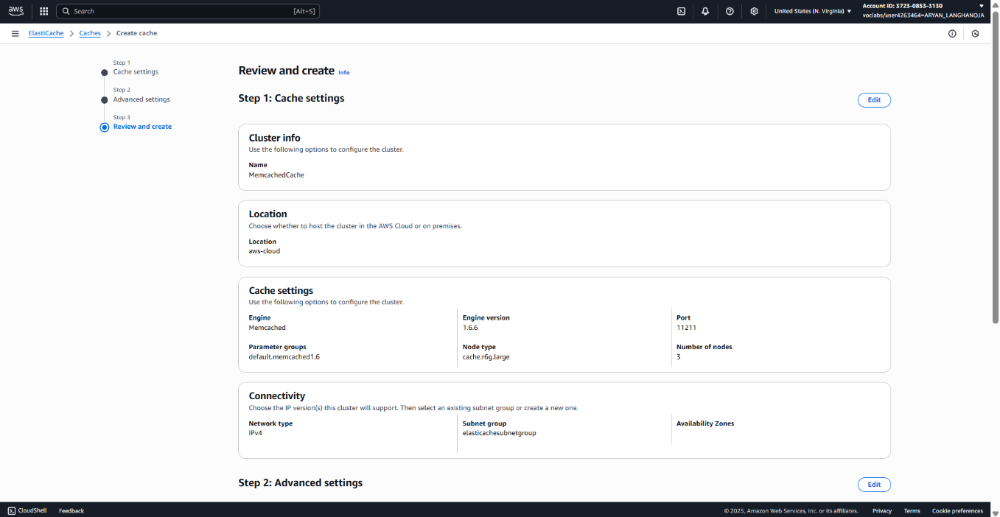 aws
Search
[Alt+S]
United States (N. Virginia)
Account ID: 3723-0853-3130
voclabs/user4263464=ARYAN_LANGHANOJA
ElastiCache
Caches
Create cache
Step 1
Cache settings
Step 2
Advanced settings
Step 3
Review and create
Review and create Info
Step 1: Cache settings
Edit
Cluster info
Use the following options to configure the cluster.
Name
MemcachedCache
Location
Choose whether to host the cluster in the AWS Cloud or on premises.
Location
aws-cloud
Cache settings
Use the following options to configure the cluster.
Engine
Memcached
Engine version
1.6.6
Port
11211
Parameter groups
default.memcached1.6
Node type
cache.r6g.large
Number of nodes
3
Connectivity
Choose the IP version(s) this cluster will support. Then select an existing subnet group or create a new one.
Network type
IPv4
Subnet group
elasticachesubnetgroup
Availability Zones
Step 2: Advanced settings
Edit
CloudShell
Feedback
© 2025, Amazon Web Services, Inc. or its affiliates.
Privacy
Terms
Cookie preferences